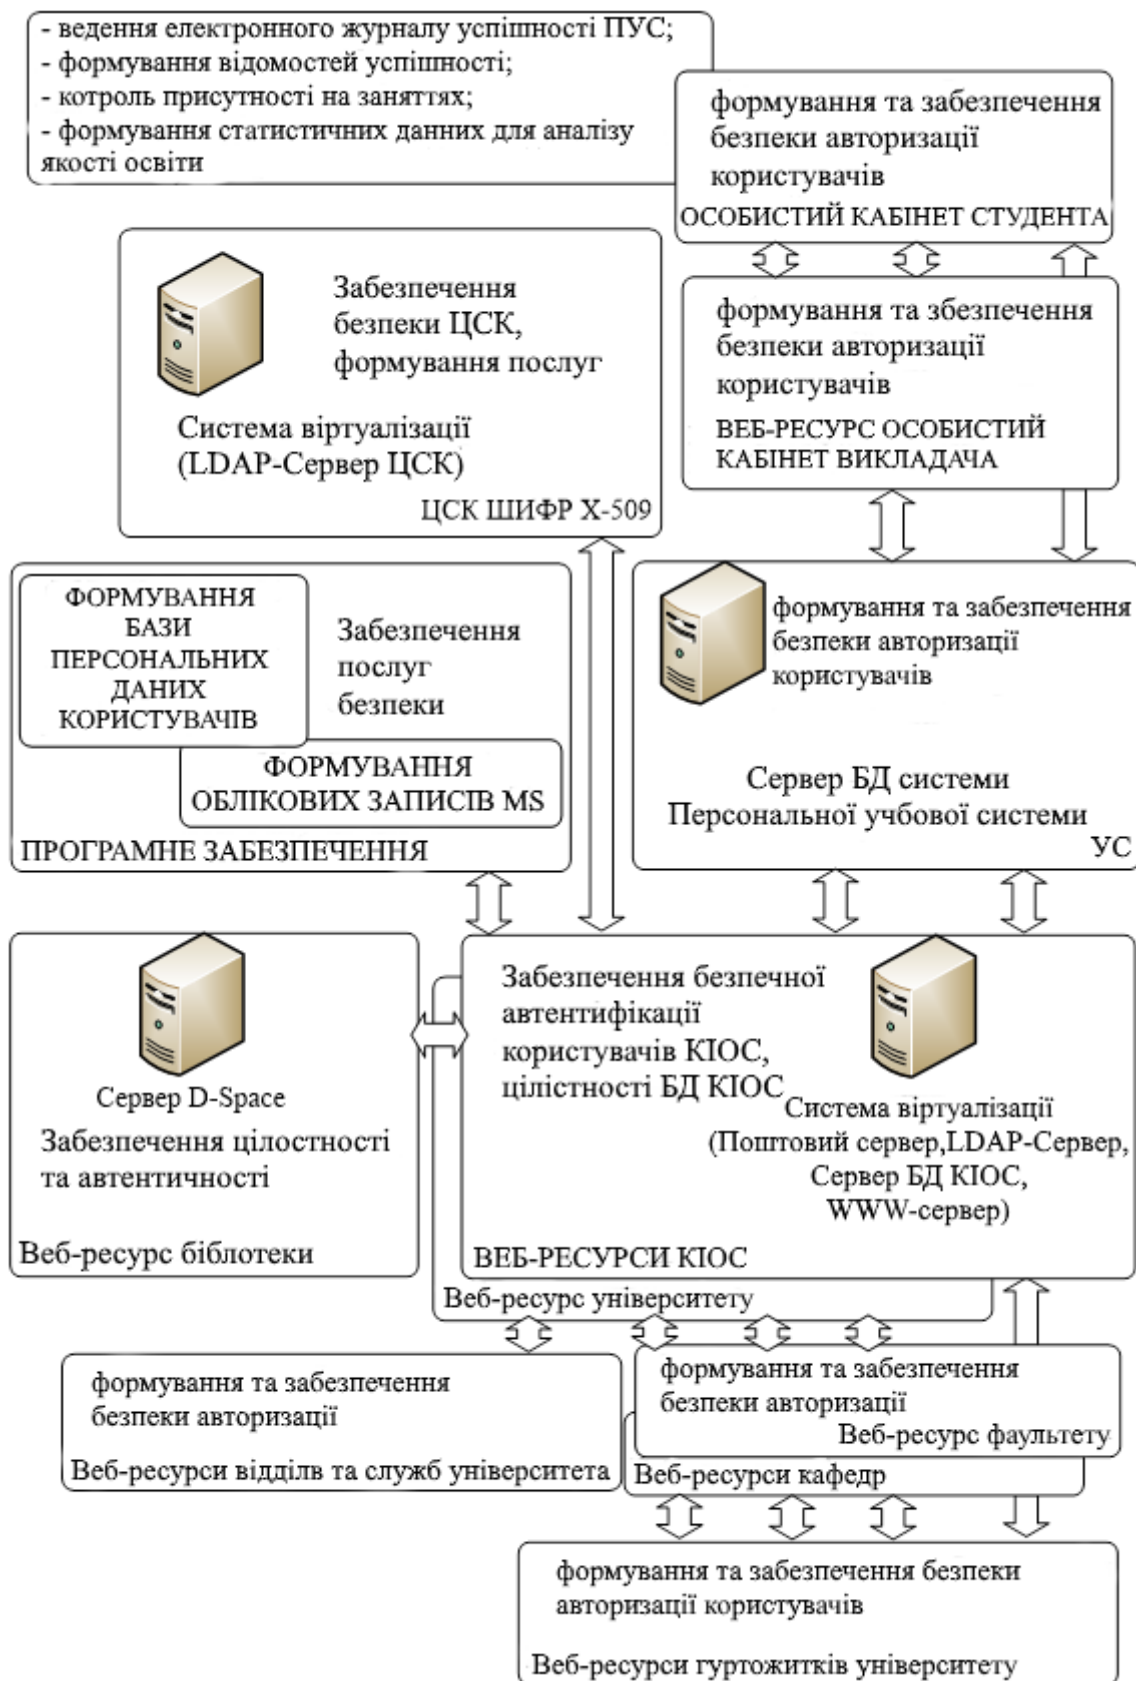 - ведення електронного журналу успішності ПУС;
- формування відомостей успішності;
- котроль присутності на заняттях;
- формування статистичних данних для аналізу
якості освіти
формування та забезпечення
безпеки авторизації
користувачів
ОСОБИСТИЙ КАБІНЕТ СТУДЕНТА
Забезпечення
безпеки ЦСК,
формування послуг
Система віртуалізації
(LDAP-Сервер ЦСК)
ЦСК ШИФР X-509
формування та збезпечення
безпеки авторизації
користувачів
ВЕБ-РЕСУРС ОСОБИСТИЙ
КАБІНЕТ ВИКЛАДАЧА
ФОРМУВАННЯ
БАЗИ
ПЕРСОНАЛЬНИХ
ДАНИХ
КОРИСТУВАЧІВ
Забезпечення
послуг
безпеки
ФОРМУВАННЯ
ОБЛІКОВИХ ЗАПИСІВ MS
ПРОГРАМНЕ ЗАБЕЗПЕЧЕННЯ
формування та забезпечення
безпеки авторизації
користувачів
Сервер БД системи
Персональної учбової системи
УС
Сервер D-Space
Забезпечення цілостності
та автентичності
Веб-ресурс біблотеки
Забезпечення безпечної
автентифікації
користувачів КІОС,
цілістності БД КІОС
Система віртуалізації
(Поштовий сервер,LDAP-Сервер,
Сервер БД КІОС,
WWW-сервер)
ВЕБ-РЕСУРСИ КІОС
Веб-ресурс університету
формування та забезпечення
безпеки авторизації
Веб-ресурси відділв та служб університета
формування та забезпечення
безпеки авторизації
Веб-ресурс фаультету
Веб-ресурси кафедр
формування та забезпечення безпеки
авторизації користувачів
Веб-ресурси гуртожитків університету